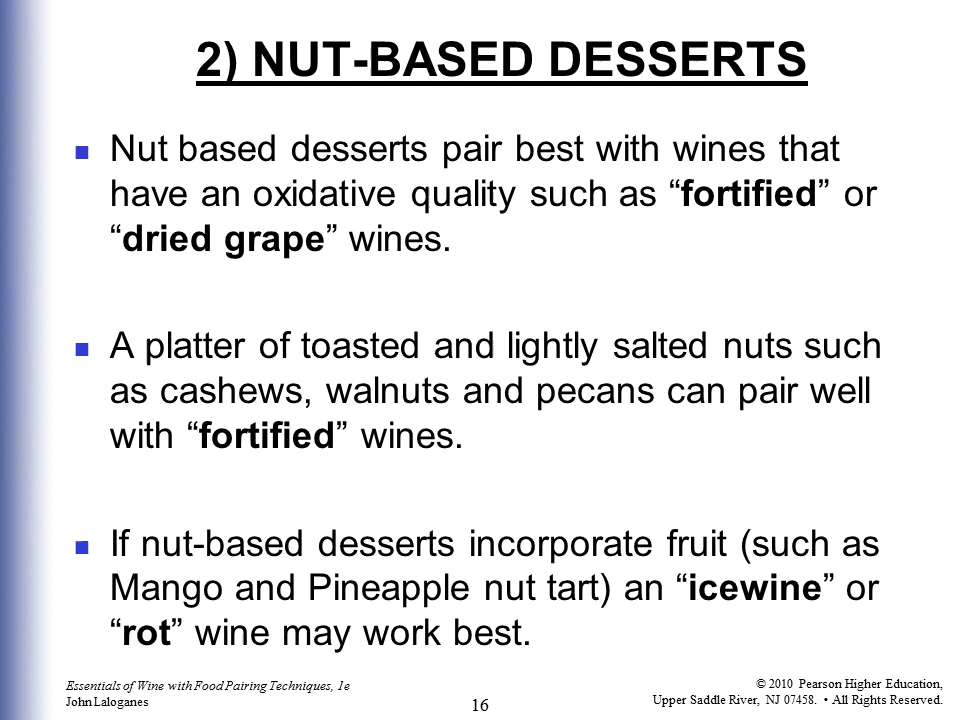 2) NUT-BASED DESSERTS
Nut based desserts pair best with wines that
have an oxidative quality such as “fortified” or
“dried grape” wines.
A platter of toasted and lightly salted nuts such
as cashews, walnuts and pecans can pair well
with “fortified” wines.
If nut-based desserts incorporate fruit (such as
Mango and Pineapple nut tart) an “icewine” or
“rot” wine may work best.
Essentials of Wine with Food Pairing Techniques, 1e
John Laloganes
16
© 2010 Pearson Higher Education,
Upper Saddle River, NJ 07458. • All Rights Reserved.